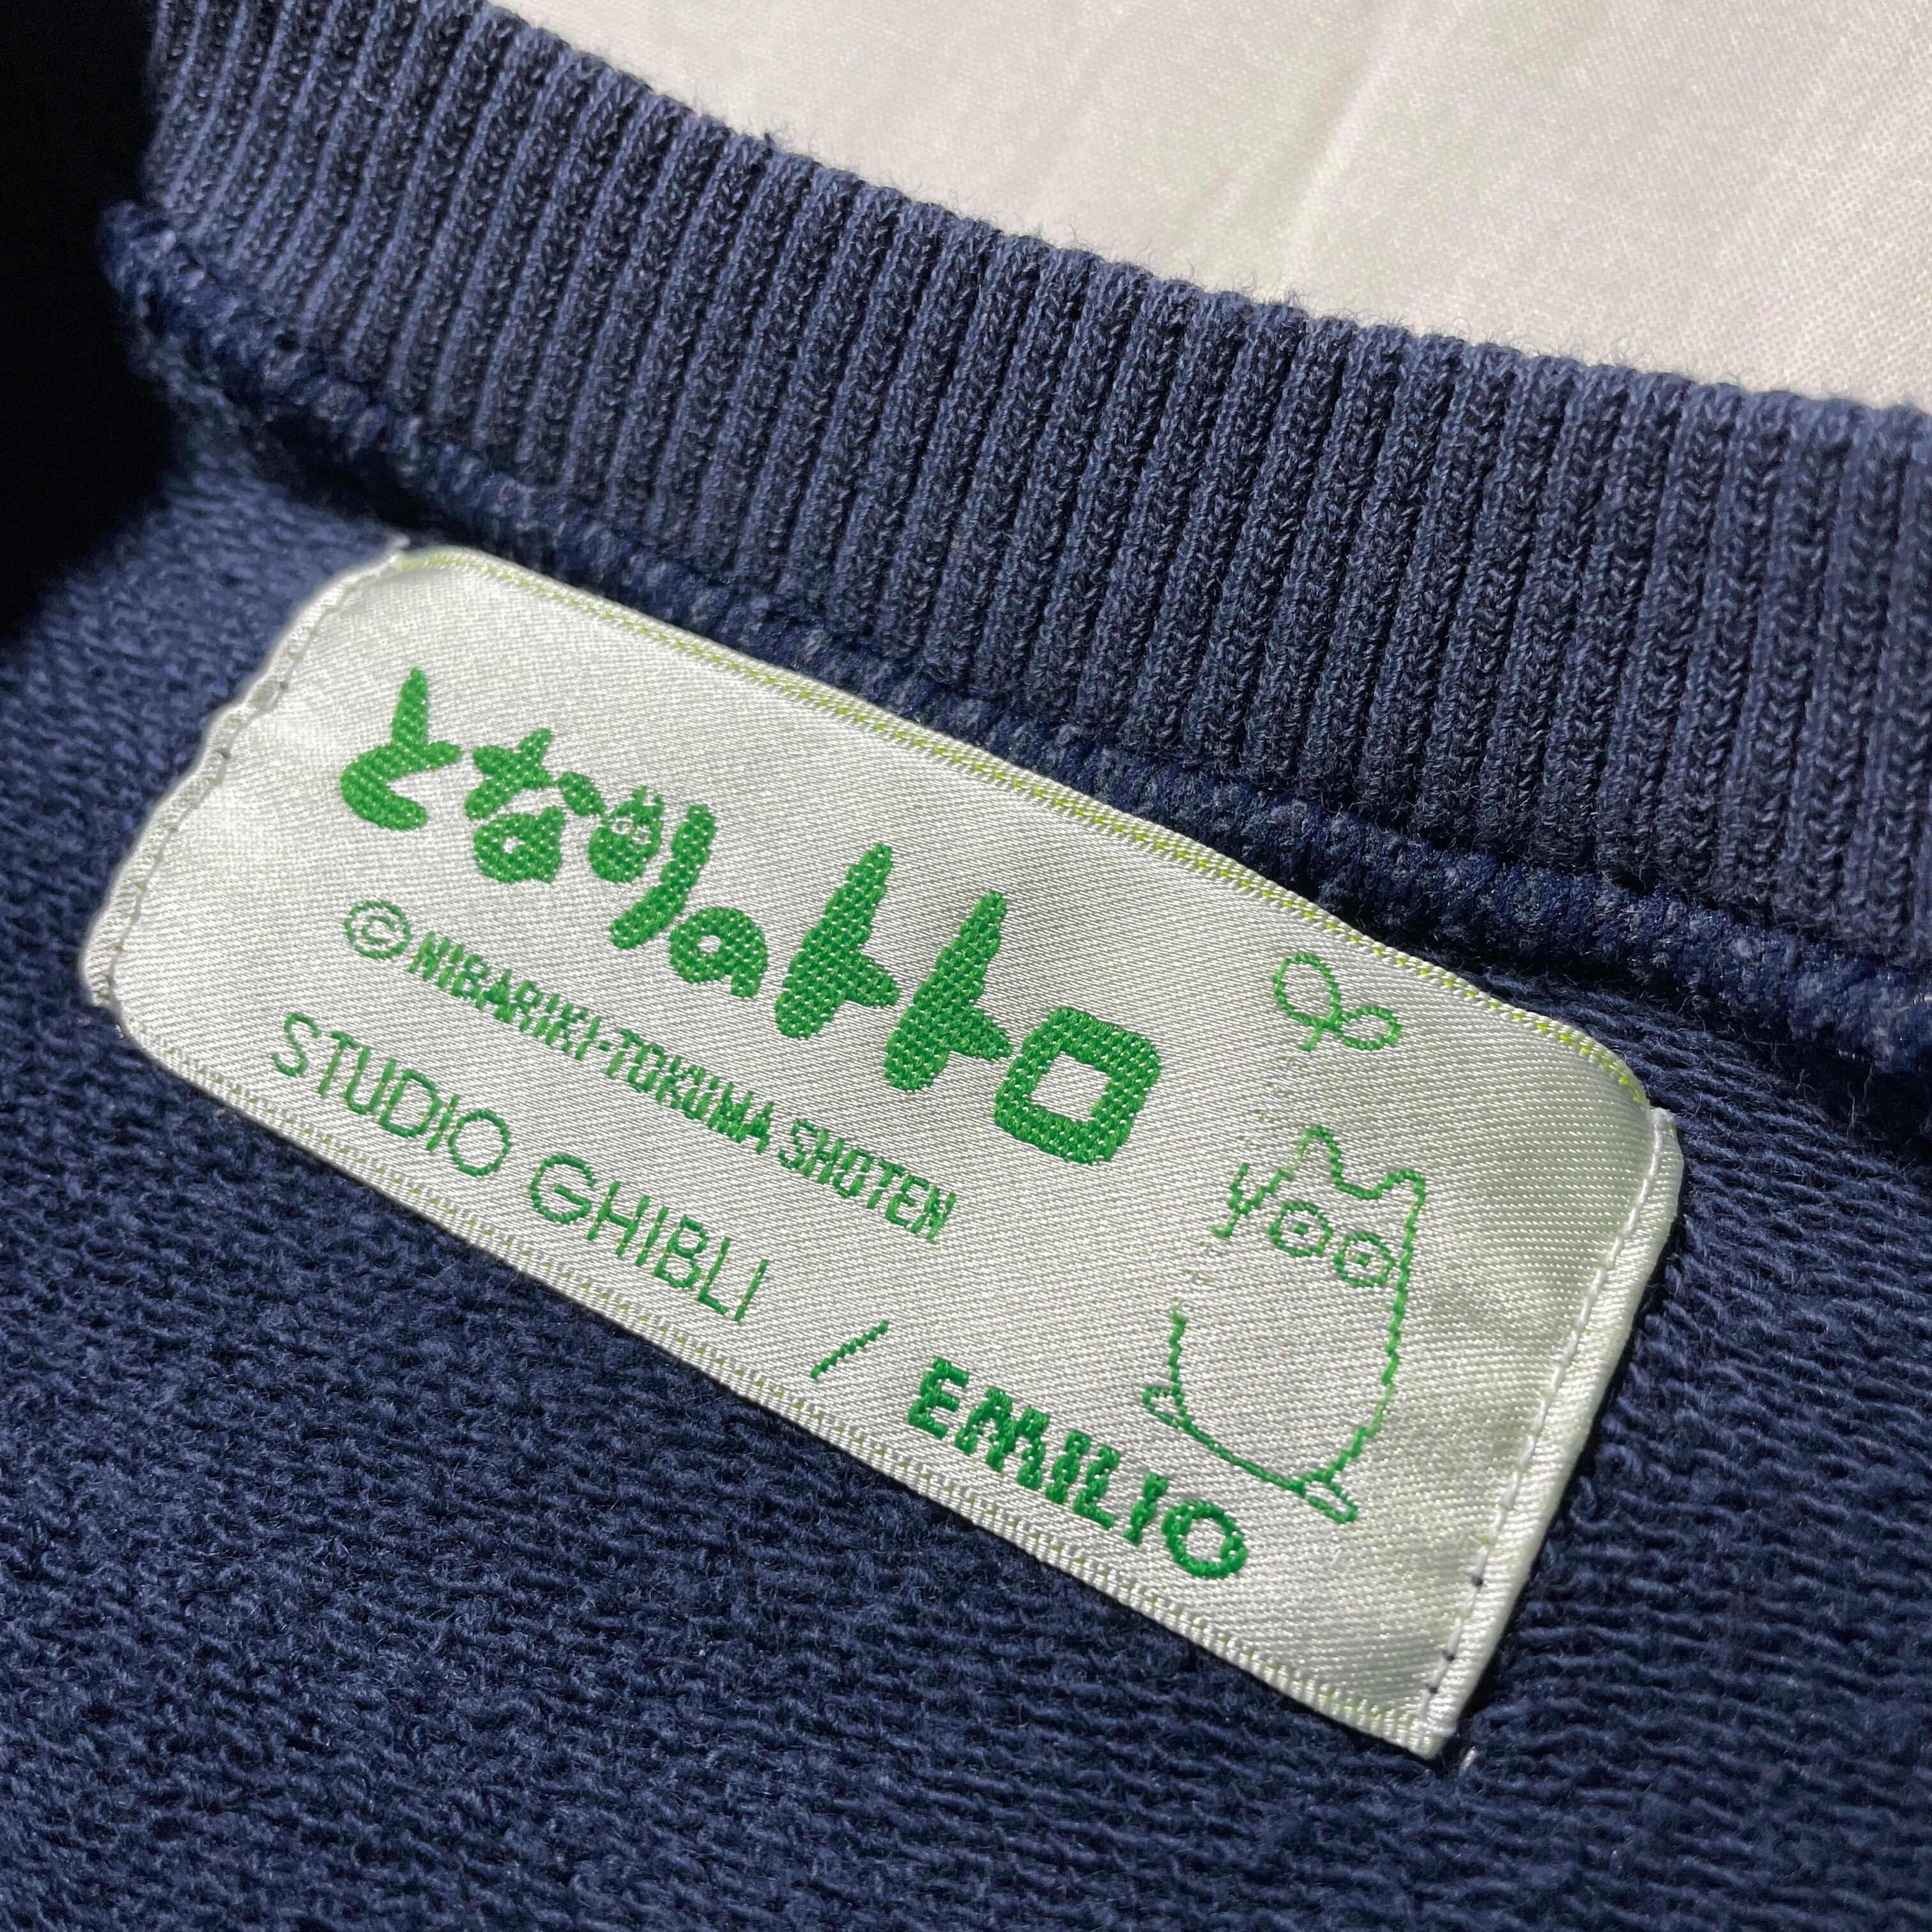 となりのトトロ
© NIBARIKI-TOKUMA SHOTEN
STUDIO GHIBLI / EMILIO